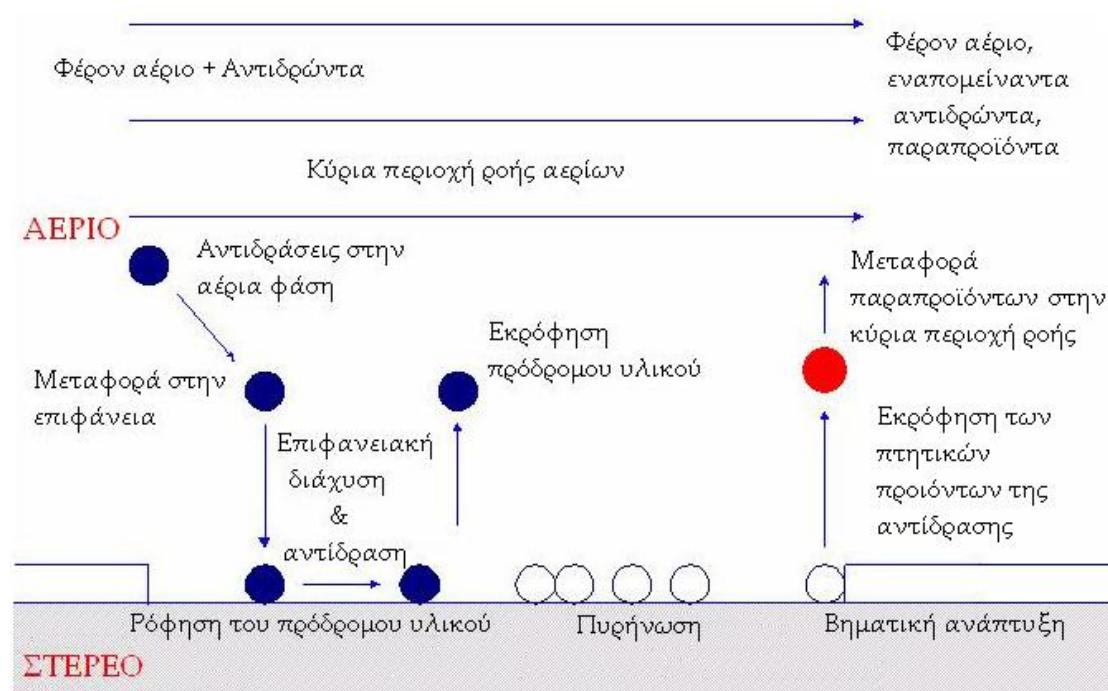 Φέρον αέριο + Αντιδρώντα
Φέρον αέριο,
εναπομείναντα
αντιδρώντα,
παραπροϊόντα
Κύρια περιοχή ροής αερίων
ΑΕΡΙΟ
Αντιδράσεις στην
αέρια φάση
Μεταφορά
παραπροϊόντων στην
κύρια περιοχή ροής
Εκρόφηση
πρόδρομου υλικού
Μεταφορά στην
επιφάνεια
Επιφανειακή
διάχυση
&
αντίδραση
Εκρόφηση των
πτητικών
προιόντων της
αντίδρασης
Ρόφηση του πρόδρομου υλικού
Πυρήνωση
Βηματική ανάπτυξη
ΣΤΕΡΕΟ